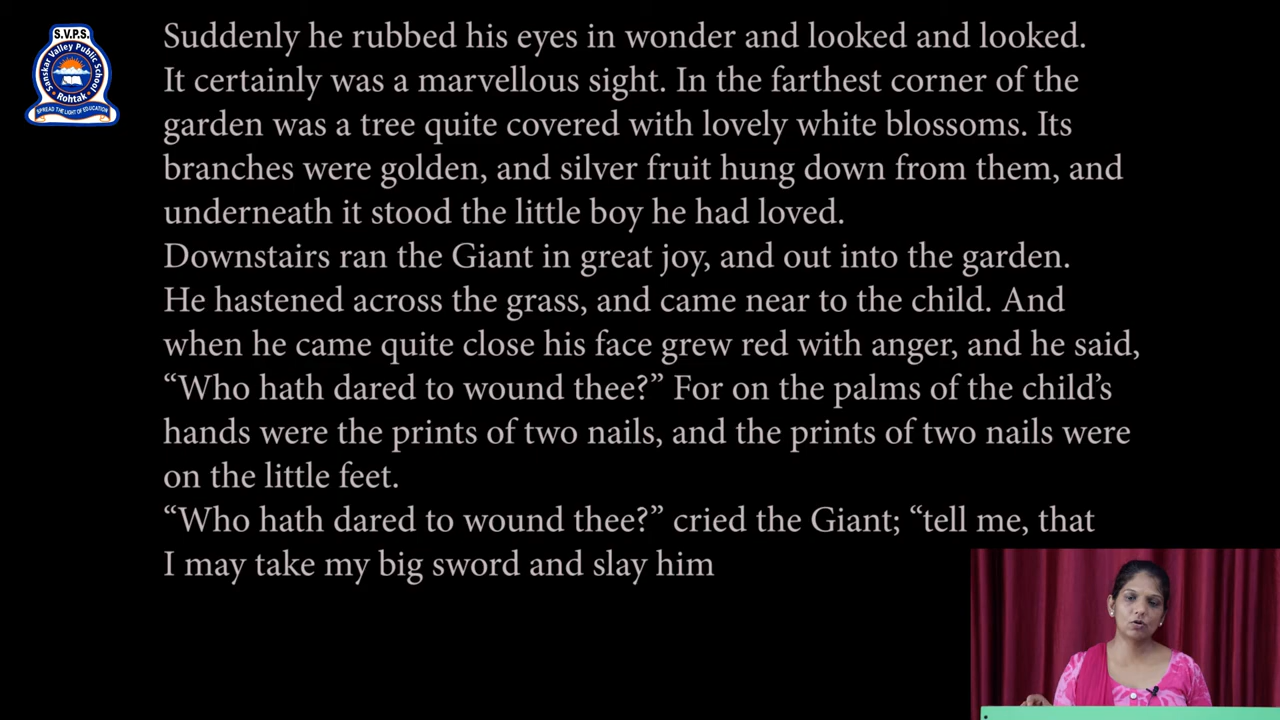 S.V.P.S.
Sanskar Valley Public School
Rohtak
SPREAD THE LIGHT OF EDUCATION
Suddenly he rubbed his eyes in wonder and looked and looked.
It certainly was a marvellous sight. In the farthest corner of the
garden was a tree quite covered with lovely white blossoms. Its
branches were golden, and silver fruit hung down from them, and
underneath it stood the little boy he had loved.
Downstairs ran the Giant in great joy, and out into the garden.
He hastened across the grass, and came near to the child. And
when he came quite close his face grew red with anger, and he said,
“Who hath dared to wound thee?” For on the palms of the child’s
hands were the prints of two nails, and the prints of two nails were
on the little feet.
“Who hath dared to wound thee?” cried the Giant; “tell me, that
I may take my big sword and slay him